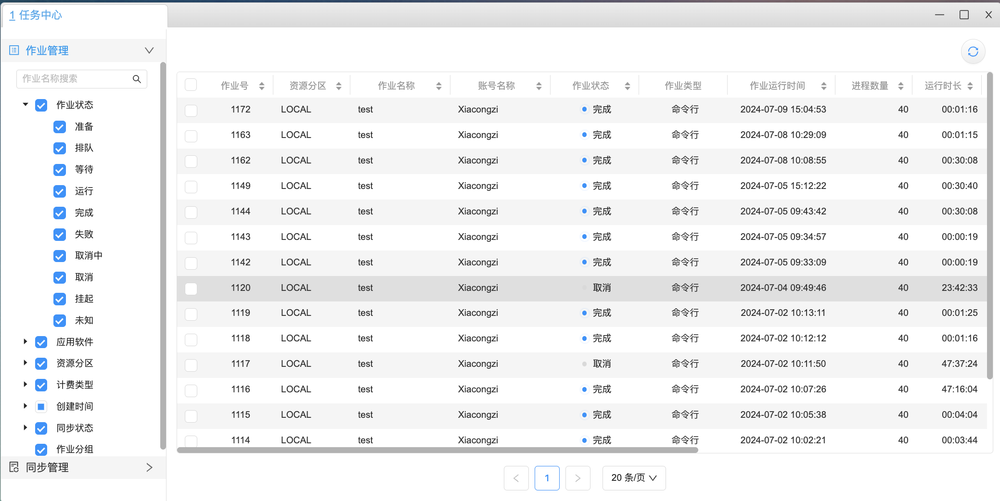 1 任务中心
作业管理
作业名称搜索
作业状态
准备
排队
等待
运行
完成
失败
取消中
取消
挂起
未知
应用软件
资源分区
计费类型
创建时间
同步状态
作业分组
同步管理
作业号 资源分区 作业名称 账号名称 作业状态 作业类型 作业运行时间 进程数量 运行时长
1172 LOCAL test Xiacongzi 完成 命令行 2024-07-09 15:04:53 40 00:01:16
1163 LOCAL test Xiacongzi 完成 命令行 2024-07-08 10:29:09 40 00:01:15
1162 LOCAL test Xiacongzi 完成 命令行 2024-07-08 10:08:55 40 00:30:08
1149 LOCAL test Xiacongzi 完成 命令行 2024-07-05 15:12:22 40 00:30:40
1144 LOCAL test Xiacongzi 完成 命令行 2024-07-05 09:43:42 40 00:30:08
1143 LOCAL test Xiacongzi 完成 命令行 2024-07-05 09:34:57 40 00:00:19
1142 LOCAL test Xiacongzi 完成 命令行 2024-07-05 09:33:09 40 00:00:19
1120 LOCAL test Xiacongzi 取消 命令行 2024-07-04 09:49:46 40 23:42:33
1119 LOCAL test Xiacongzi 完成 命令行 2024-07-02 10:13:11 40 00:01:25
1118 LOCAL test Xiacongzi 完成 命令行 2024-07-02 10:12:12 40 00:01:16
1117 LOCAL test Xiacongzi 取消 命令行 2024-07-02 10:11:50 40 47:37:24
1116 LOCAL test Xiacongzi 完成 命令行 2024-07-02 10:07:26 40 47:16:04
1115 LOCAL test Xiacongzi 完成 命令行 2024-07-02 10:05:38 40 00:04:04
1114 LOCAL test Xiacongzi 完成 命令行 2024-07-02 10:02:21 40 00:03:44
1 20 条/页